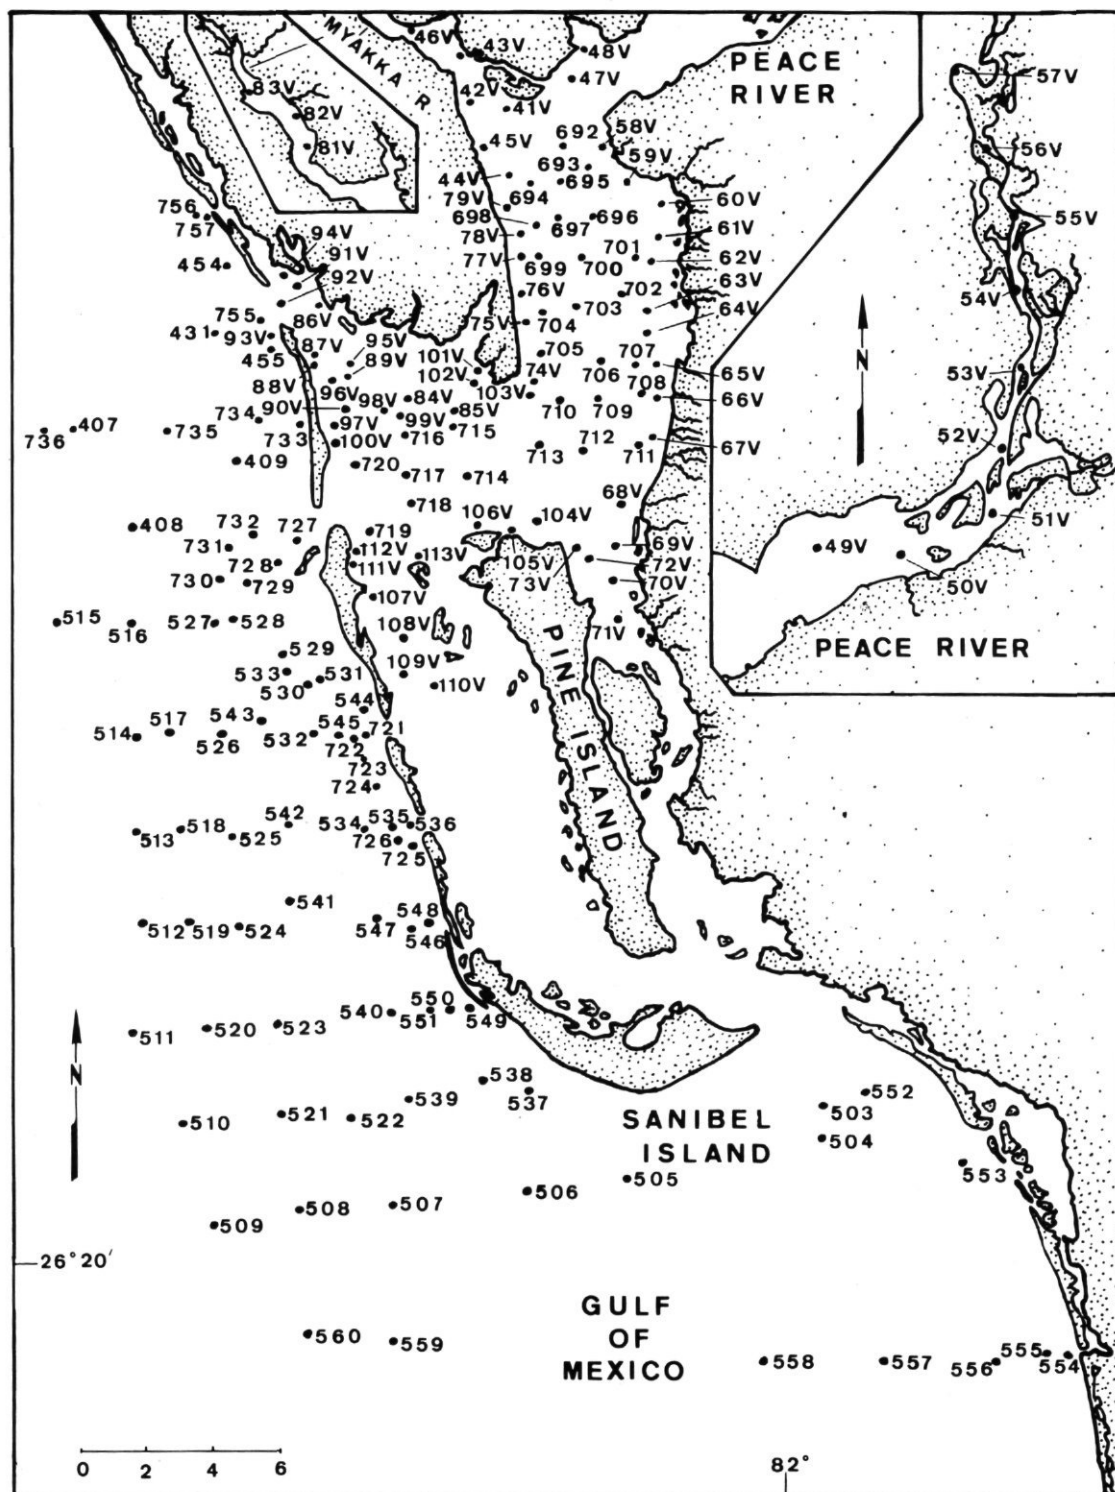 46V
43V
48V
MYAKKA R.
PEACE
RIVER
47V
57V
83V
42V
41V
82V
58V
692
81V
45V
59V
56V
693
44V
694
695
79V
60V
756
698
697
696
55V
757
94V
78V
701
61V
91V
77V
699
700
62V
454
92V
702
63V
54V
76V
703
64V
86V
75V
704
755
431
93V
87V
95V
705
707
N
455
89V
101V
74V
706
65V
53V
88V
96V
102V
103V
708
98V
84V
66V
90V
99V
85V
710
709
734
97V
715
407
716
712
67V
52V
736
735
733
100V
713
711
409
720
717
714
718
68V
51V
732
727
106V
104V
408
719
731
112V
113V
105V
69V
49V
728
111V
72V
730
729
73V
70V
50V
107V
515
516
527
528
108V
71V
PINE ISLAND
PEACE RIVER
529
109V
533
531
530
110V
544
517
543
545
721
514
526
532
722
723
724
542
535
536
518
534
513
525
726
725
541
548
512
519
524
547
546
550
540
551
549
520
523
511
N
538
552
539
537
503
521
522
510
SANIBEL
ISLAND
504
553
505
506
508
507
509
26°20'
GULF
OF
MEXICO
560
559
555
558
557
556
554
0 2 4 6
82°